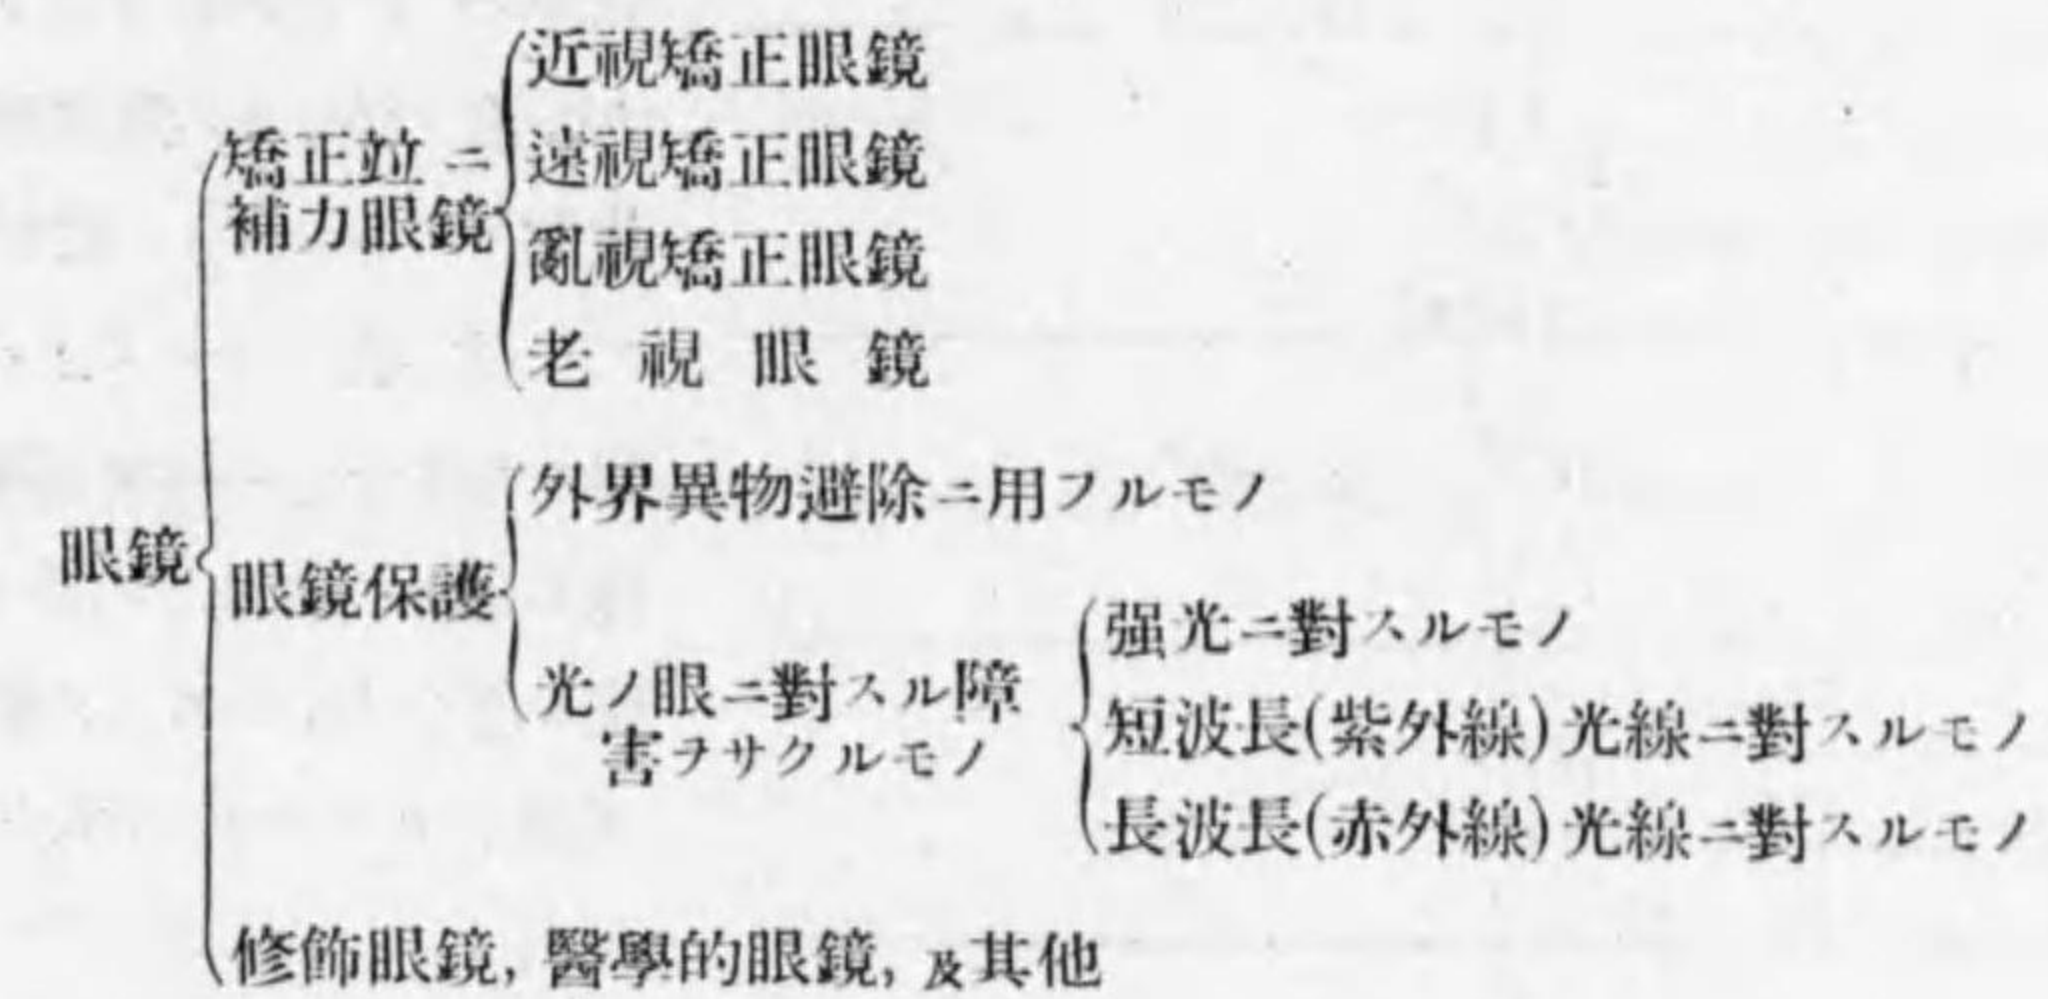 眼鏡
矯正竝ニ
補力眼鏡
近視矯正眼鏡
遠視矯正眼鏡
亂視矯正眼鏡
老視眼鏡
眼鏡保護
外界異物避除ニ用フルモノ
光ノ眼ニ對スル障
害ヲサクルモノ
强光ニ對スルモノ
短波長(紫外線)光線ニ對スルモノ
長波長(赤外線)光線ニ對スルモノ
修飾眼鏡, 醫學的眼鏡, 及其他